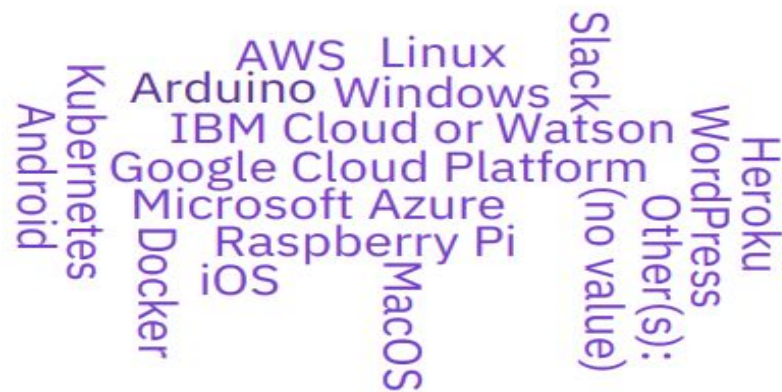 AWS
Linux
Slack
Kubernetes
Arduino
Windows
Android
IBM Cloud or Watson
WordPress
Heroku
Google Cloud Platform
Microsoft Azure
(no value)
Other(s):
Docker
Raspberry Pi
iOS
MacOS